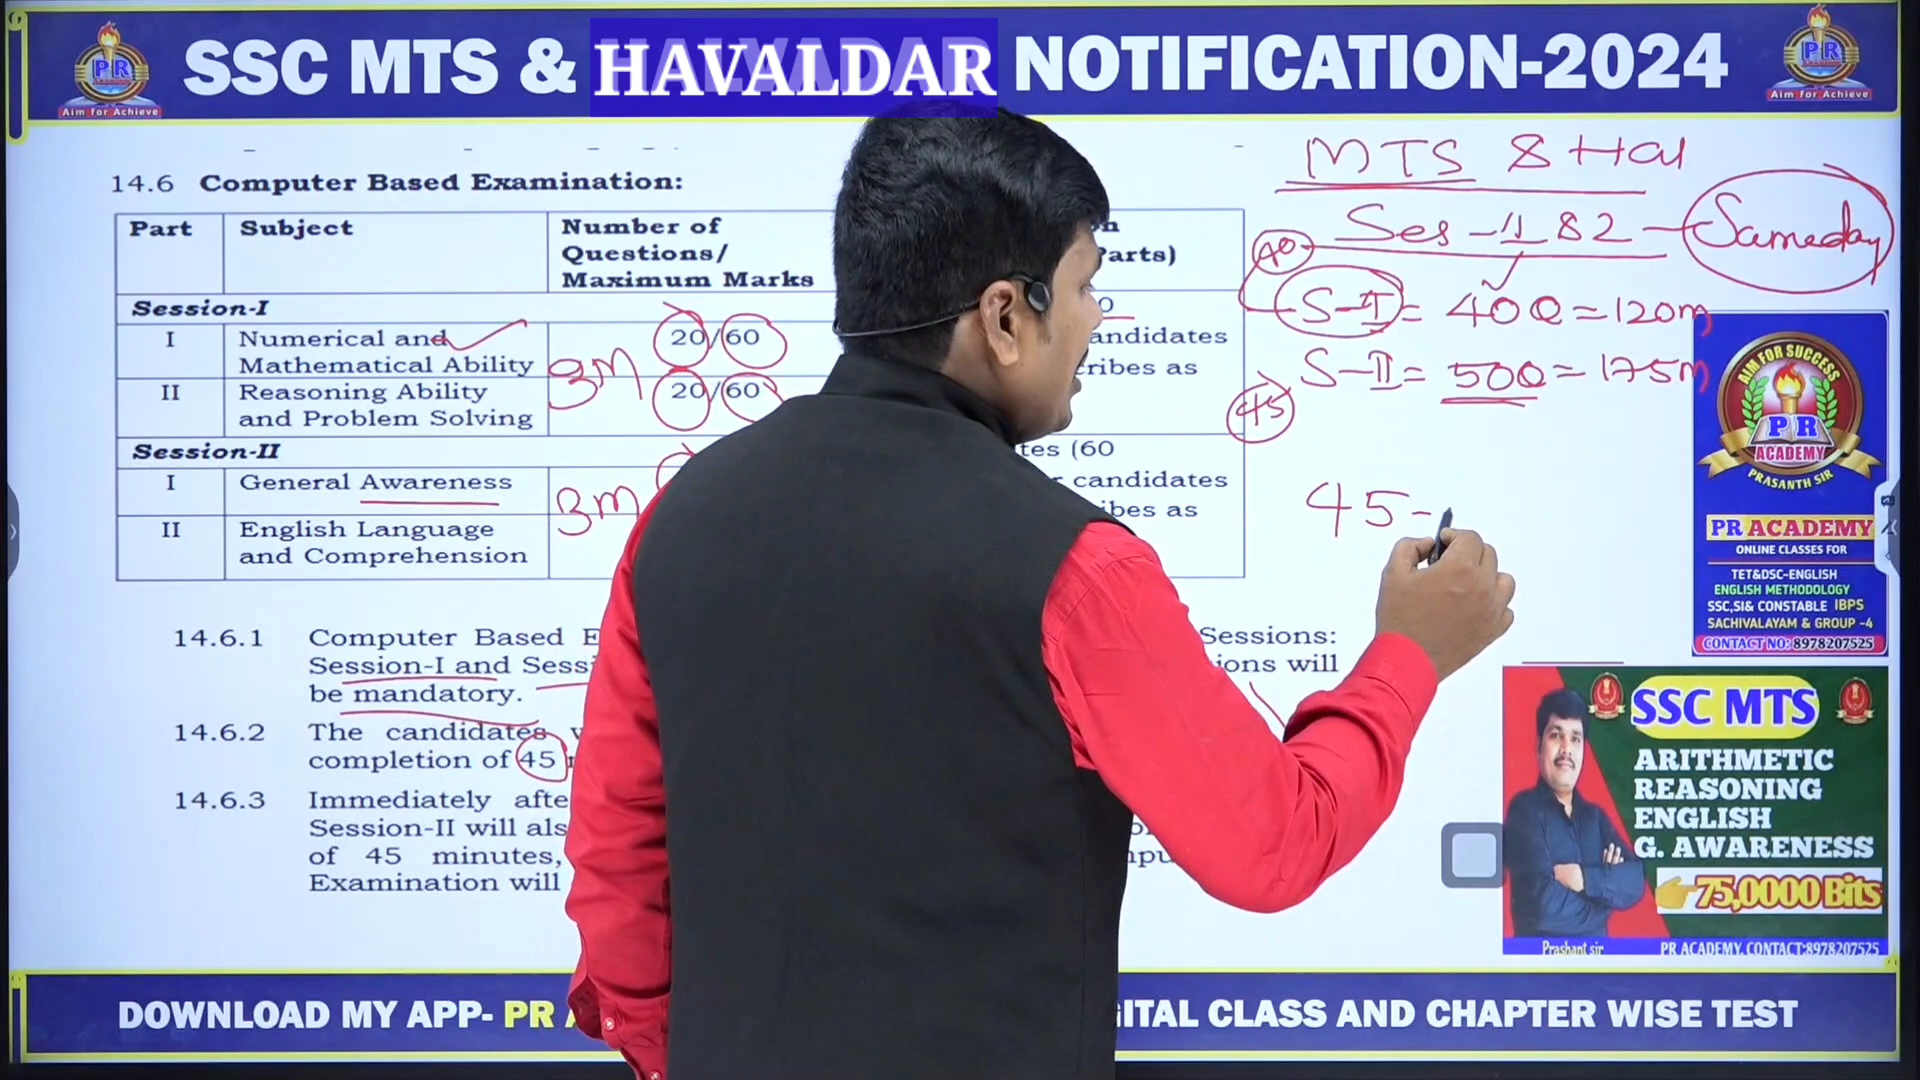 SSC MTS & HAVALDAR NOTIFICATION-2024
PR
Aim for Achieve
PR
Aim for Achieve
14.6 Computer Based Examination:
Part Subject Number of Questions/ Maximum Marks Parts)
Session-I
I Numerical and Mathematical Ability 20/60
andidates
ribes as
II Reasoning Ability and Problem Solving 20/60
3m
Session-II
tes (60
I General Awareness
candidates
ibes as
3m
II English Language and Comprehension
14.6.1 Computer Based E Sessions:
Session-I and Sessi ions will
be mandatory.
14.6.2 The candidates
completion of 45
14.6.3 Immediately afte
Session-II will als
of 45 minutes, mpu
Examination will
MTS & Hal
Ses - 1 & 2 - Sameday
S-I = 40Q = 120m
S-II = 50Q = 175m
45
45 -
AIM FOR SUCCESS
PR
ACADEMY
PRASANTH SIR
PR ACADEMY
ONLINE CLASSES FOR
TET&DSC-ENGLISH
ENGLISH METHODOLOGY
SSC,SI& CONSTABLE IBPS
SACHIVALAYAM & GROUP -4
CONTACT NO: 8978207525
SSC MTS
ARITHMETIC
REASONING
ENGLISH
G. AWARENESS
75,0000 Bits
Prashant sir PR ACADEMY. CONTACT:8978207525
DOWNLOAD MY APP- PR A GITAL CLASS AND CHAPTER WISE TEST